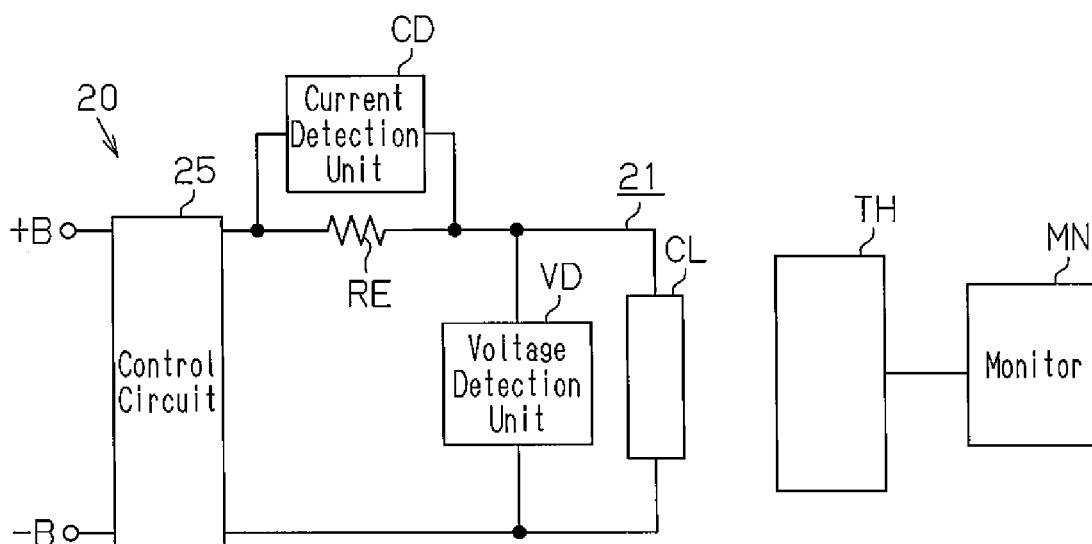 CD
20
Current
Detection
Unit
25
21
+B
RE
TH
MN
CL
VD
Control
Circuit
Voltage
Detection
Unit
Monitor
-B